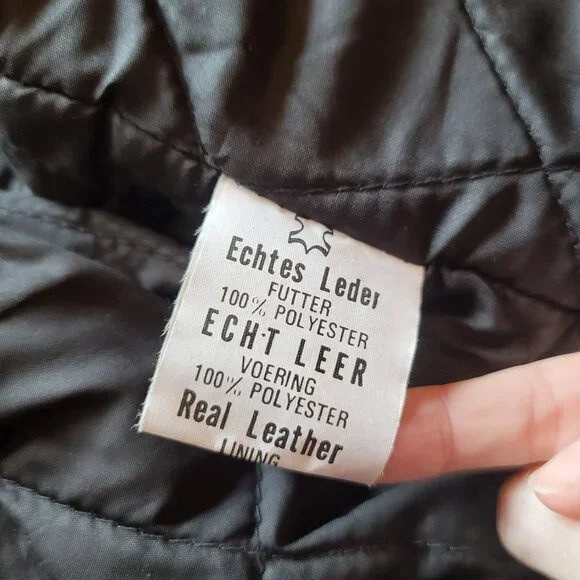 Echtes Leder
FUTTER
100% POLYESTER
ECHT LEER
VOERING
100% POLYESTER
Real Leather
LINING